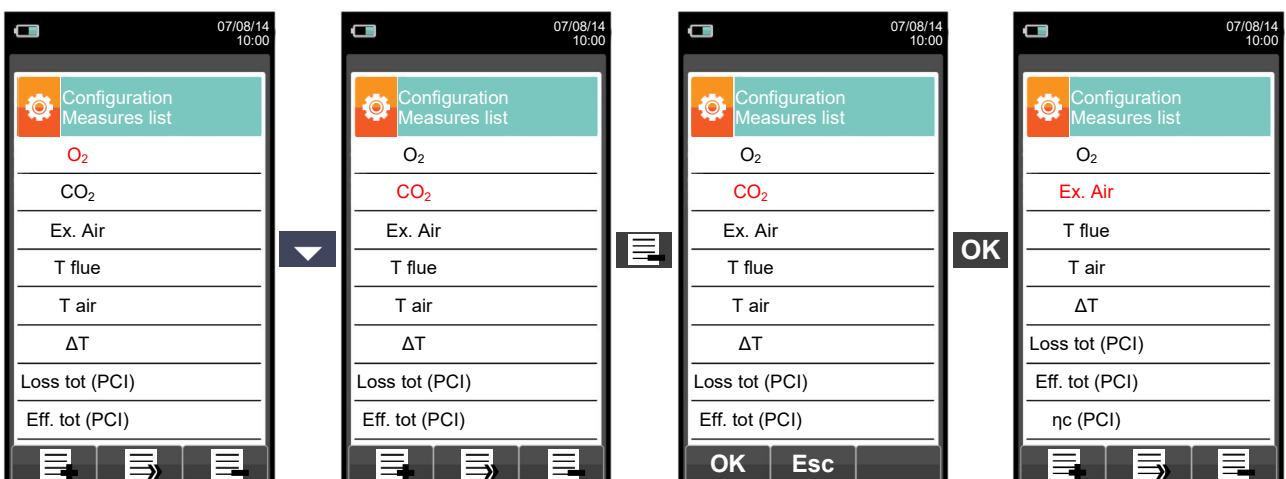 07/08/14
10:00
Configuration
Measures list
O₂
CO₂
Ex. Air
T flue
T air
ΔT
Loss tot (PCI)
Eff. tot (PCI)
07/08/14
10:00
Configuration
Measures list
O₂
CO₂
Ex. Air
T flue
T air
ΔT
Loss tot (PCI)
Eff. tot (PCI)
07/08/14
10:00
Configuration
Measures list
O₂
CO₂
Ex. Air
T flue
T air
ΔT
Loss tot (PCI)
Eff. tot (PCI)
OK Esc
OK
07/08/14
10:00
Configuration
Measures list
O₂
Ex. Air
T flue
T air
ΔT
Loss tot (PCI)
Eff. tot (PCI)
ηc (PCI)